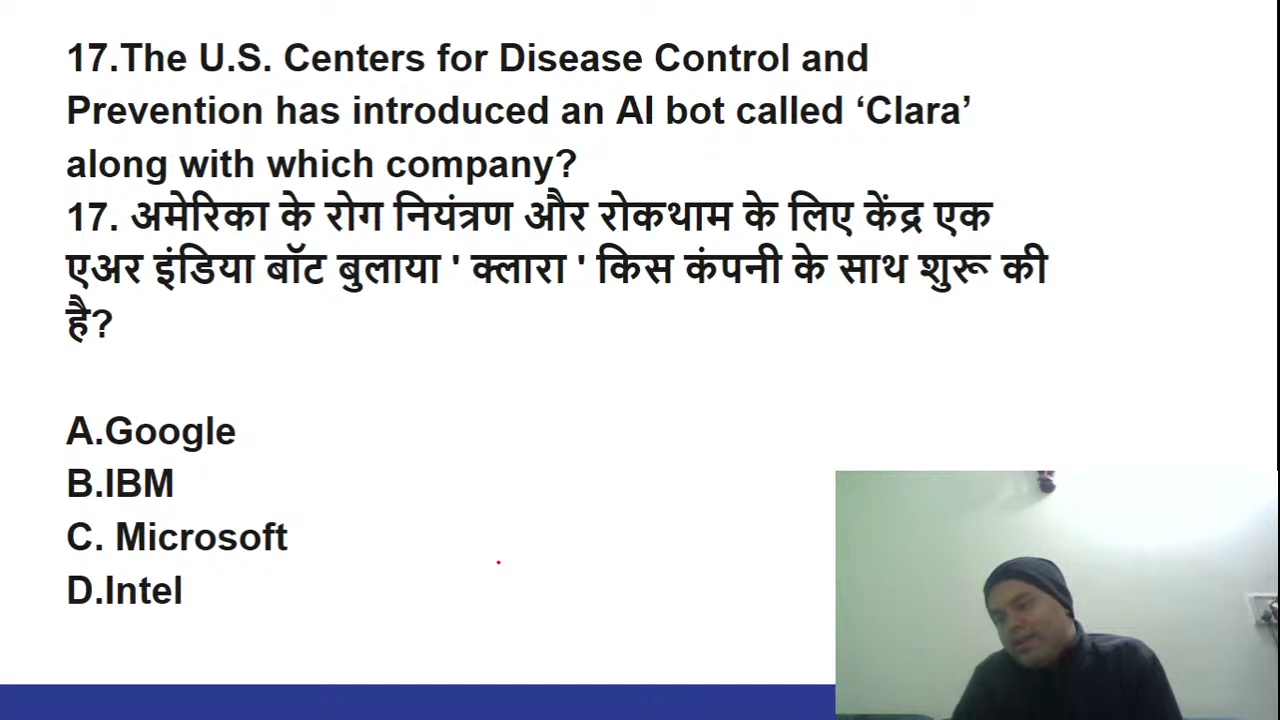 17.The U.S. Centers for Disease Control and
Prevention has introduced an AI bot called ‘Clara’
along with which company?
17. अमेरिका के रोग नियंत्रण और रोकथाम के लिए केंद्र एक
एअर इंडिया बॉट बुलाया ' क्लारा ' किस कंपनी के साथ शुरू की
है?
A.Google
B.IBM
C. Microsoft
D.Intel